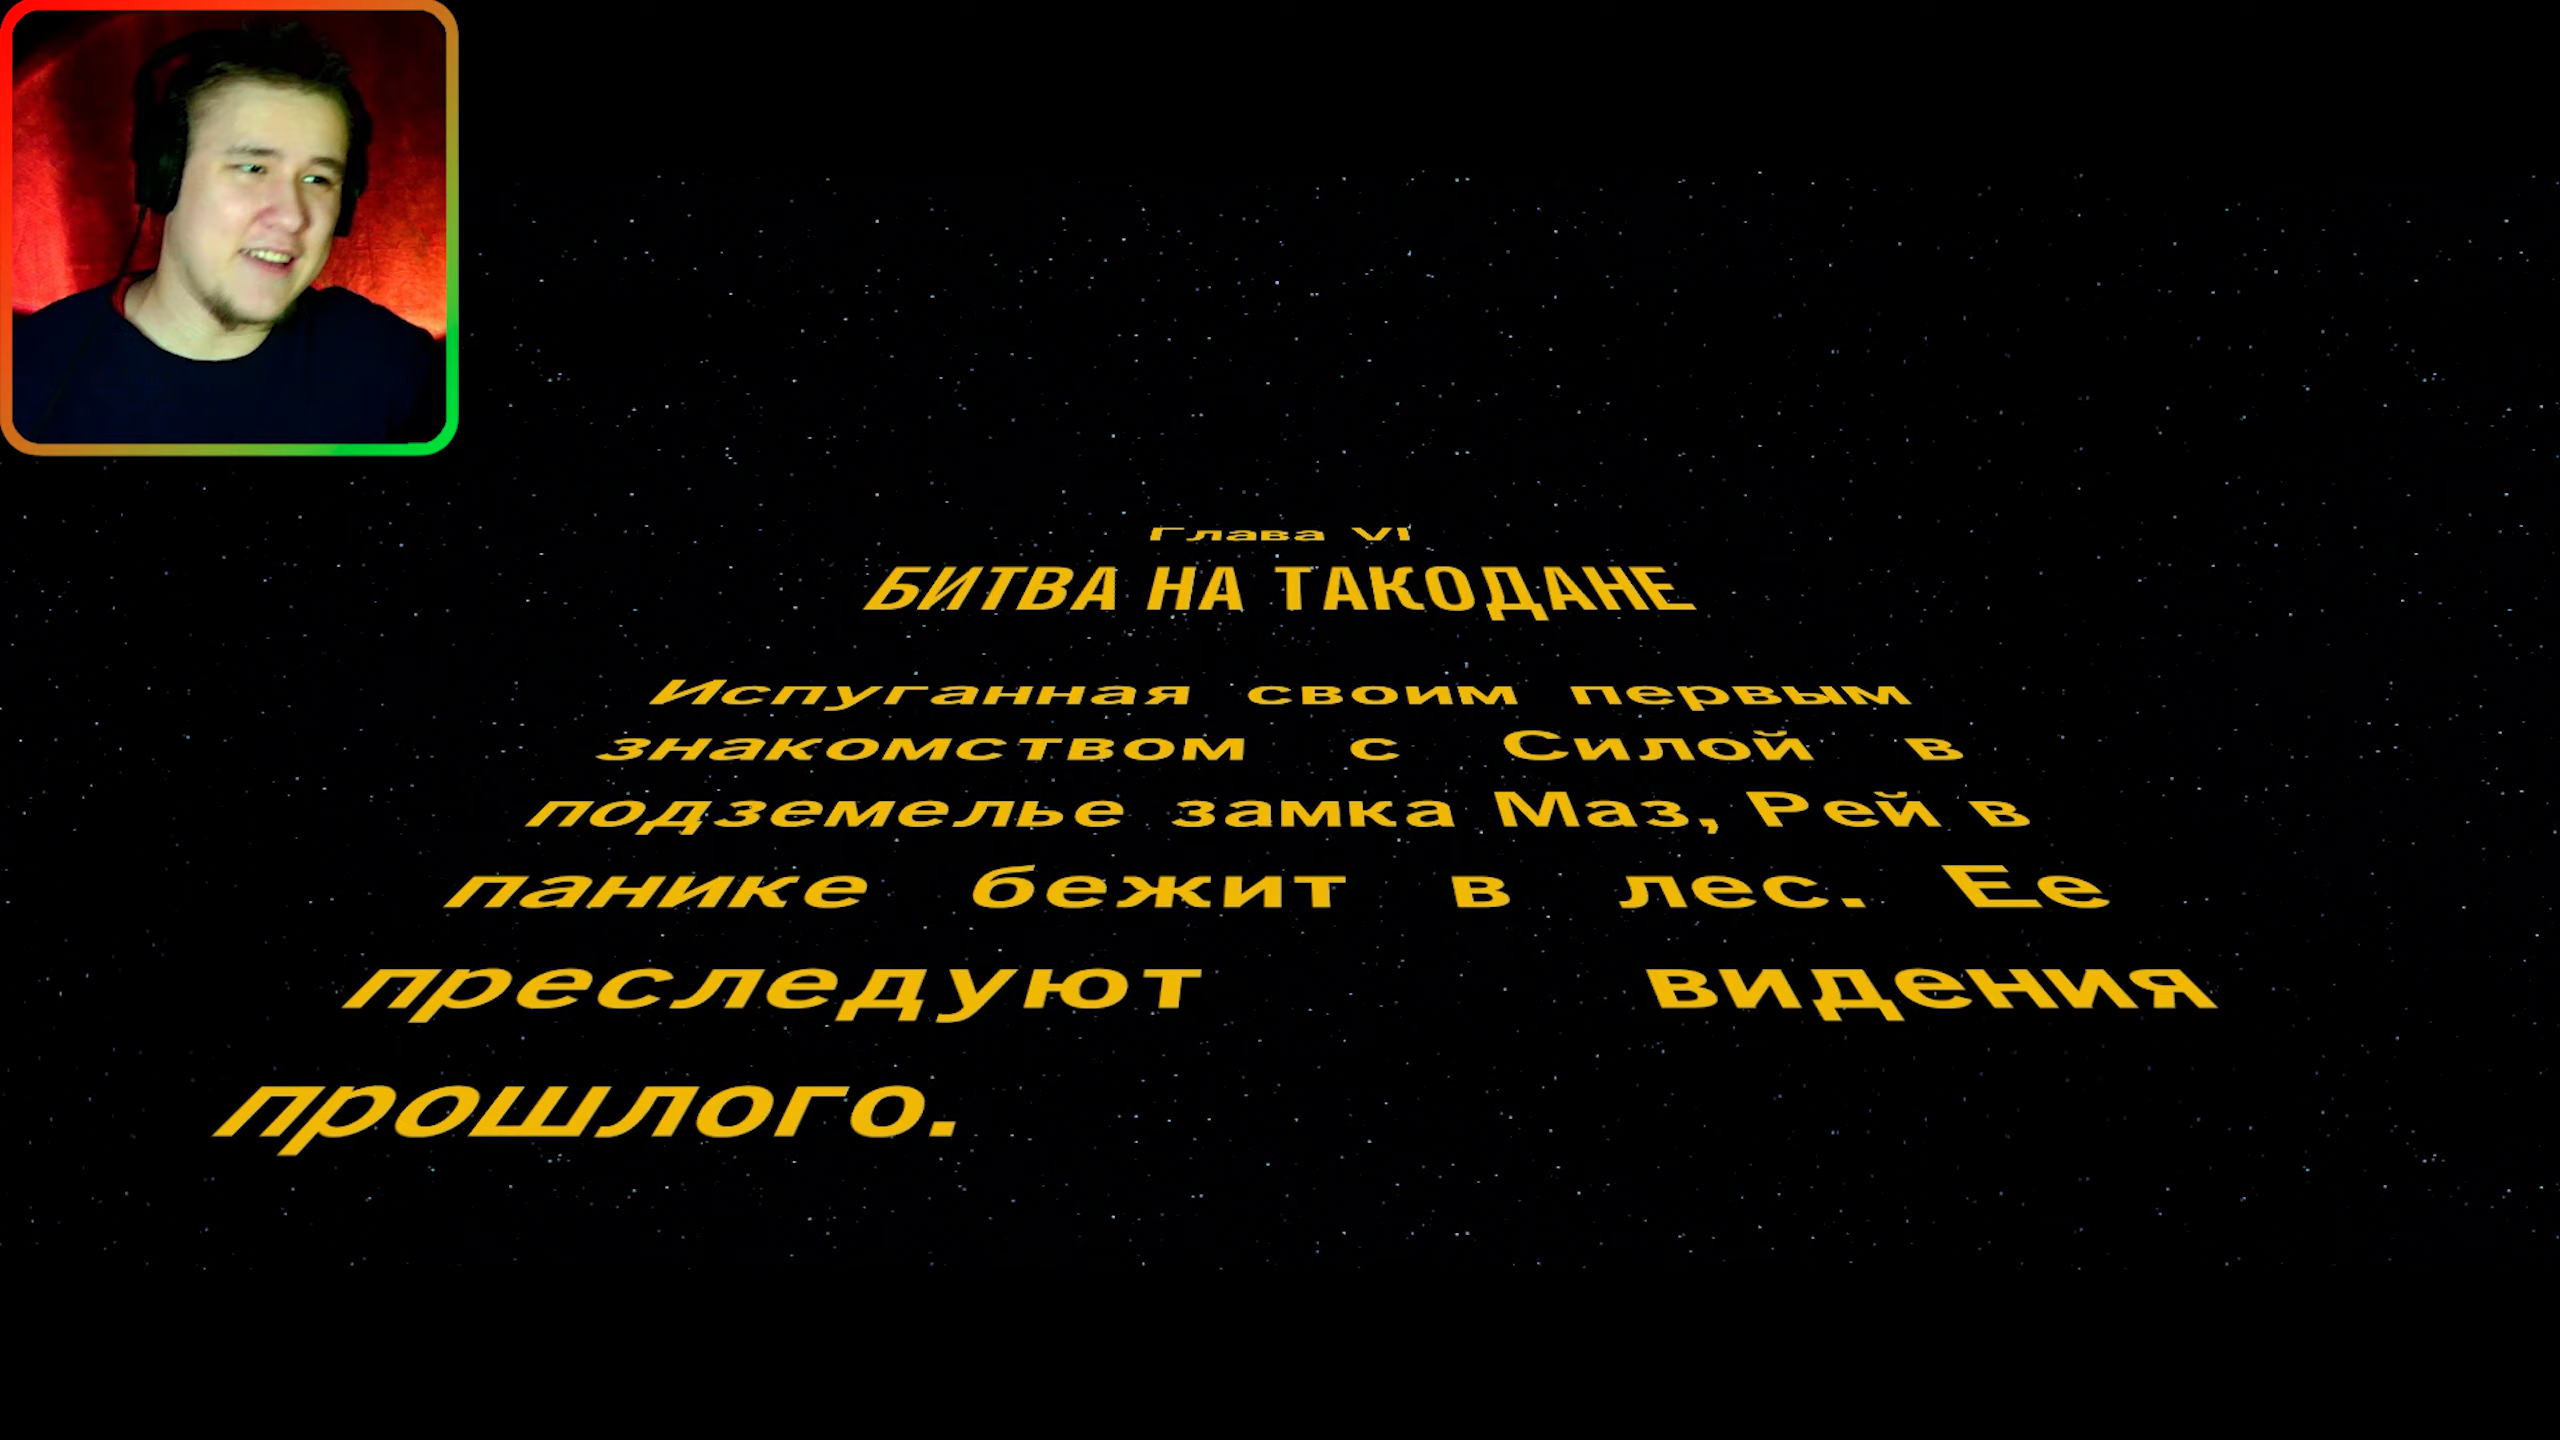 Глава VI
БИТВА НА ТАКОДАНЕ
Испуганная своим первым
знакомством с Силой в
подземелье замка Маз, Рей в
панике бежит в лес. Ее
преследуют видения
прошлого.